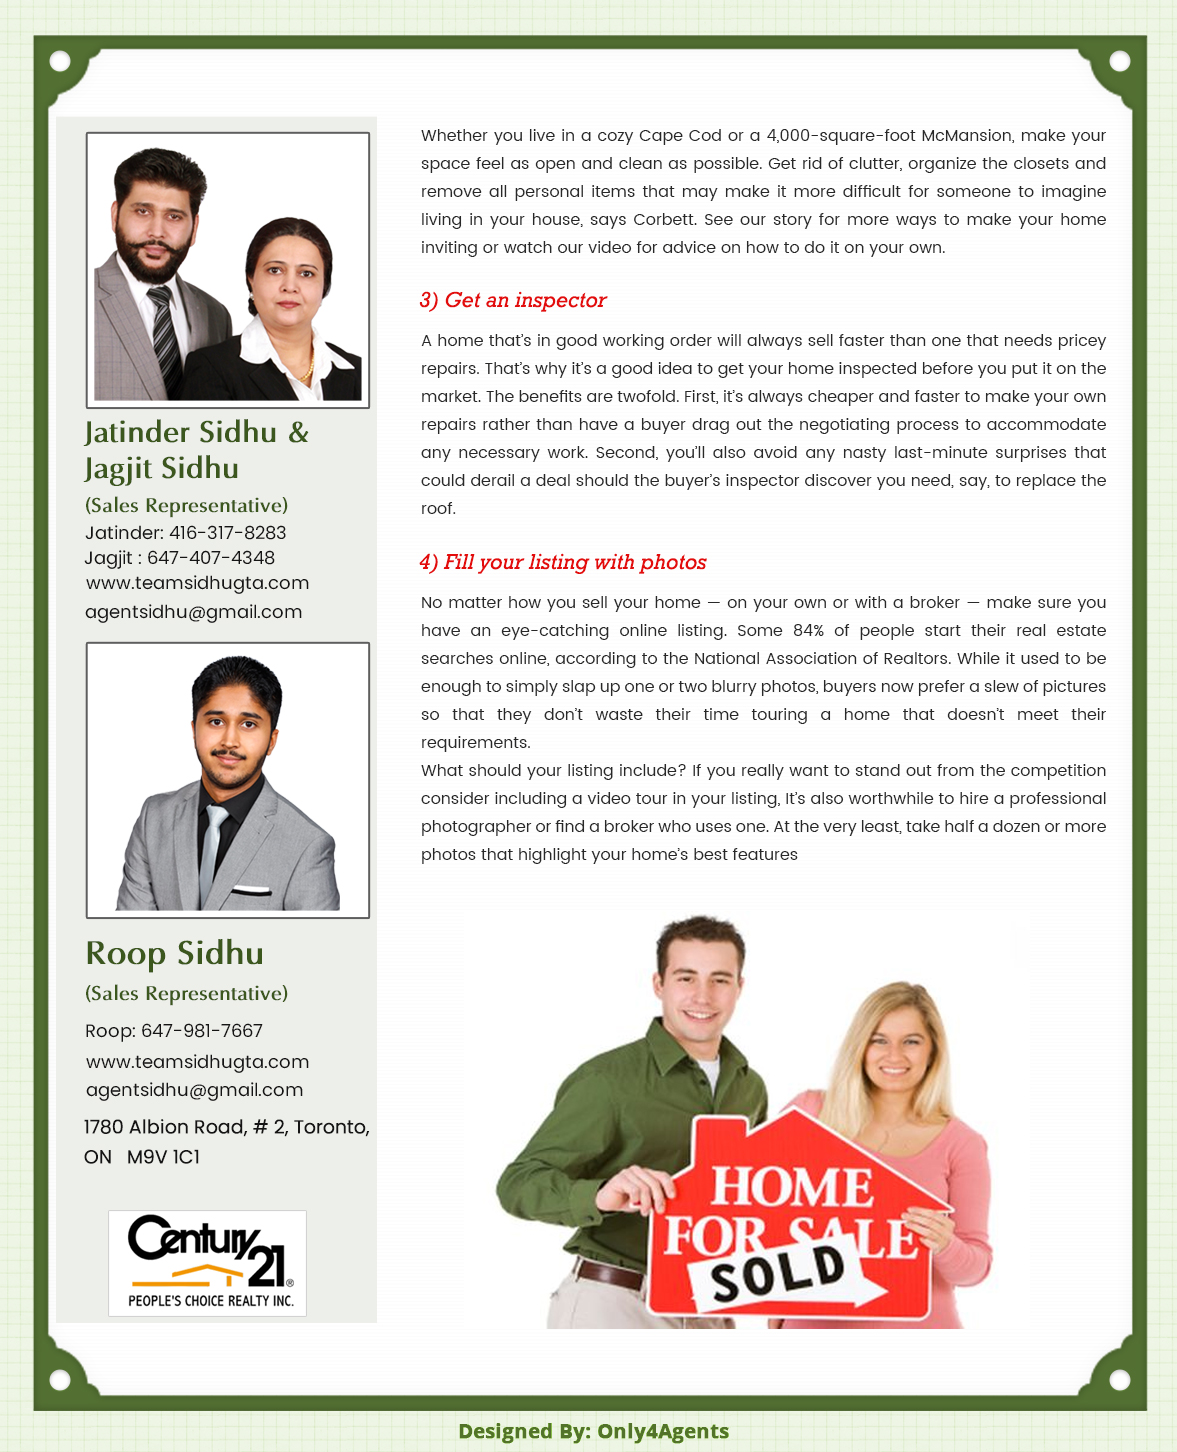 Jatinder Sidhu &
Jagjit Sidhu
(Sales Representative)
Jatinder: 416-317-8283
Jagjit : 647-407-4348
www.teamsidhugta.com
agentsidhu@gmail.com
Roop Sidhu
(Sales Representative)
Roop: 647-981-7667
www.teamsidhugta.com
agentsidhu@gmail.com
1780 Albion Road, # 2, Toronto,
ON M9V 1C1
Century
21®
PEOPLE'S CHOICE REALTY INC.
Whether you live in a cozy Cape Cod or a 4,000-square-foot McMansion, make your
space feel as open and clean as possible. Get rid of clutter, organize the closets and
remove all personal items that may make it more difficult for someone to imagine
living in your house, says Corbett. See our story for more ways to make your home
inviting or watch our video for advice on how to do it on your own.
3) Get an inspector
A home that’s in good working order will always sell faster than one that needs pricey
repairs. That’s why it’s a good idea to get your home inspected before you put it on the
market. The benefits are twofold. First, it’s always cheaper and faster to make your own
repairs rather than have a buyer drag out the negotiating process to accommodate
any necessary work. Second, you’ll also avoid any nasty last-minute surprises that
could derail a deal should the buyer’s inspector discover you need, say, to replace the
roof.
4) Fill your listing with photos
No matter how you sell your home — on your own or with a broker — make sure you
have an eye-catching online listing. Some 84% of people start their real estate
searches online, according to the National Association of Realtors. While it used to be
enough to simply slap up one or two blurry photos, buyers now prefer a slew of pictures
so that they don’t waste their time touring a home that doesn’t meet their
requirements.
What should your listing include? If you really want to stand out from the competition
consider including a video tour in your listing, It’s also worthwhile to hire a professional
photographer or find a broker who uses one. At the very least, take half a dozen or more
photos that highlight your home’s best features
HOME
FOR SALE
SOLD
Designed By: Only4Agents